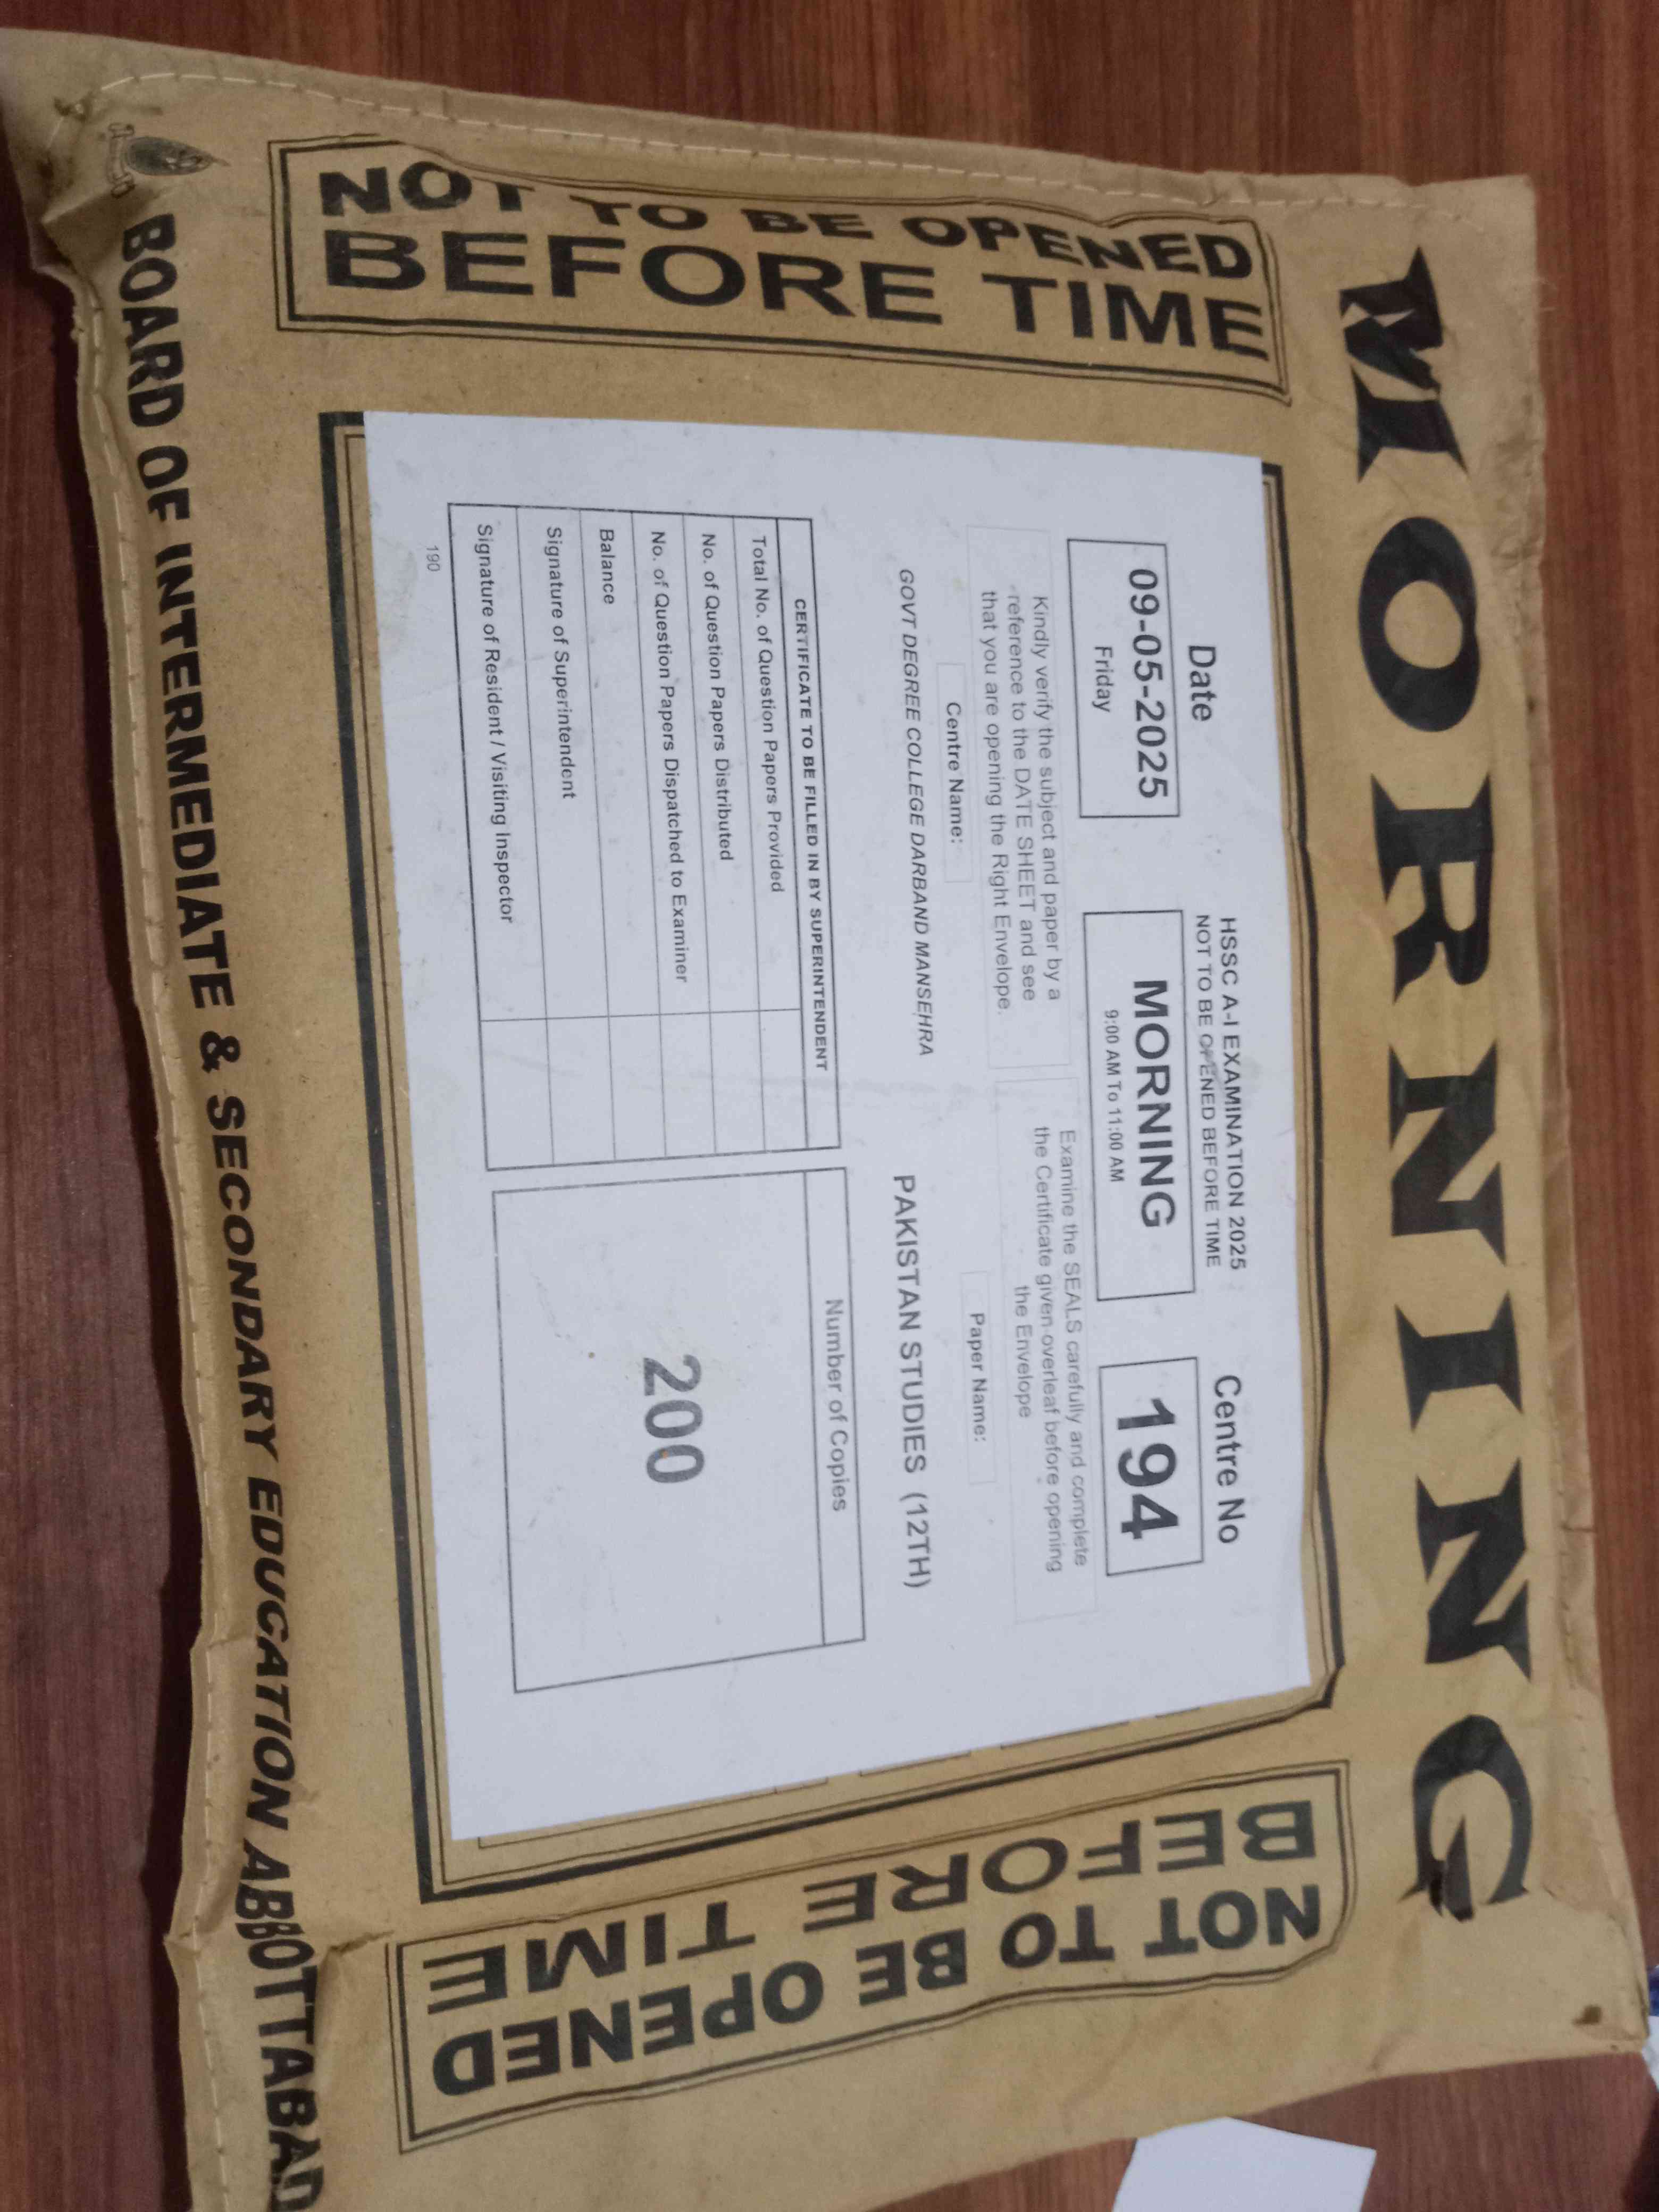 MORNING
NOT TO BE OPENED
BEFORE TIME
Date
09-05-2025
Friday
HSSC A-I EXAMINATION 2025
NOT TO BE OPENED BEFORE TIME
MORNING
9:00 AM To 11:00 AM
Centre No
194
Kindly verify the subject and paper by a
reference to the DATE SHEET and see
that you are opening the Right Envelope.
Examine the SEALS carefully and complete
the Certificate given overleaf before opening
the Envelope
Centre Name:
GOVT DEGREE COLLEGE DARBAND MANSEHRA
Paper Name:
PAKISTAN STUDIES (12TH)
CERTIFICATE TO BE FILLED IN BY SUPERINTENDENT
Total No. of Question Papers Provided
No. of Question Papers Distributed
No. of Question Papers Dispatched to Examiner
Balance
Signature of Superintendent
Signature of Resident / Visiting Inspector
190
Number of Copies
200
NOT TO BE OPENED
BEFORE TIME
BOARD OF INTERMEDIATE & SECONDARY EDUCATION ABBOTTABAD